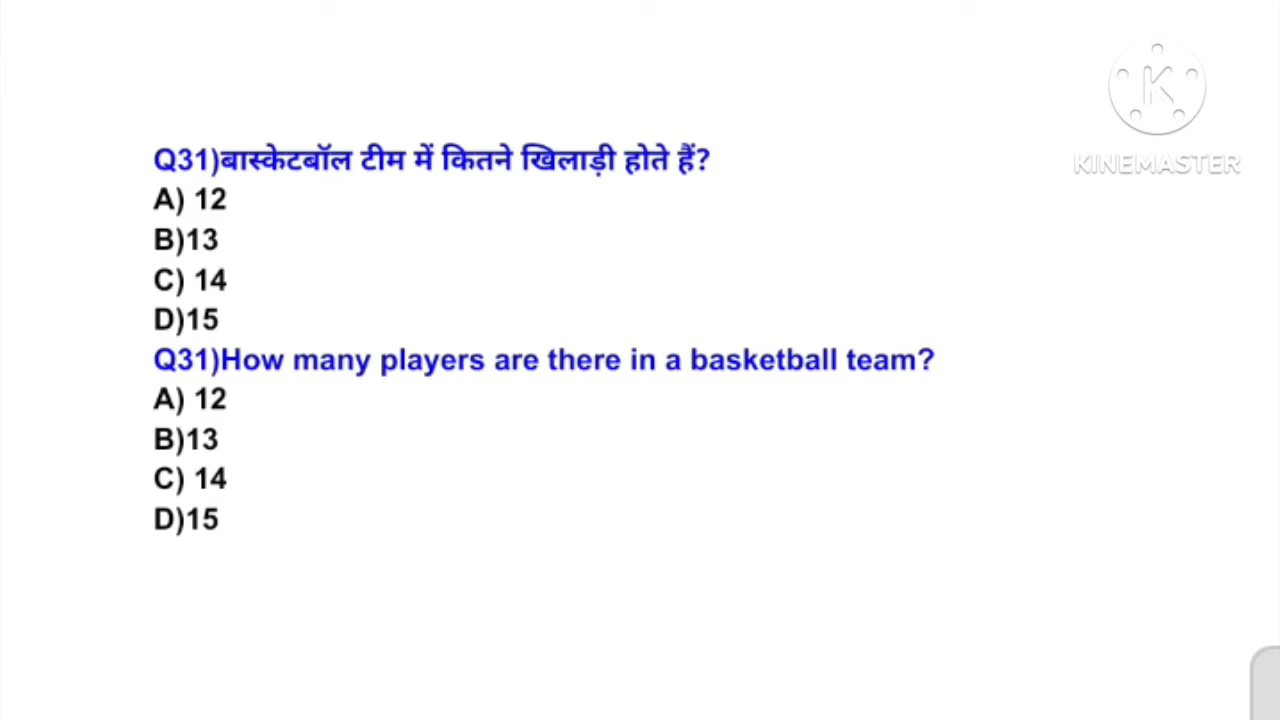 Q31)बास्केटबॉल टीम में कितने खिलाड़ी होते हैं?
A) 12
B)13
C) 14
D)15
Q31)How many players are there in a basketball team?
A) 12
B)13
C) 14
D)15
K
KINEMASTER